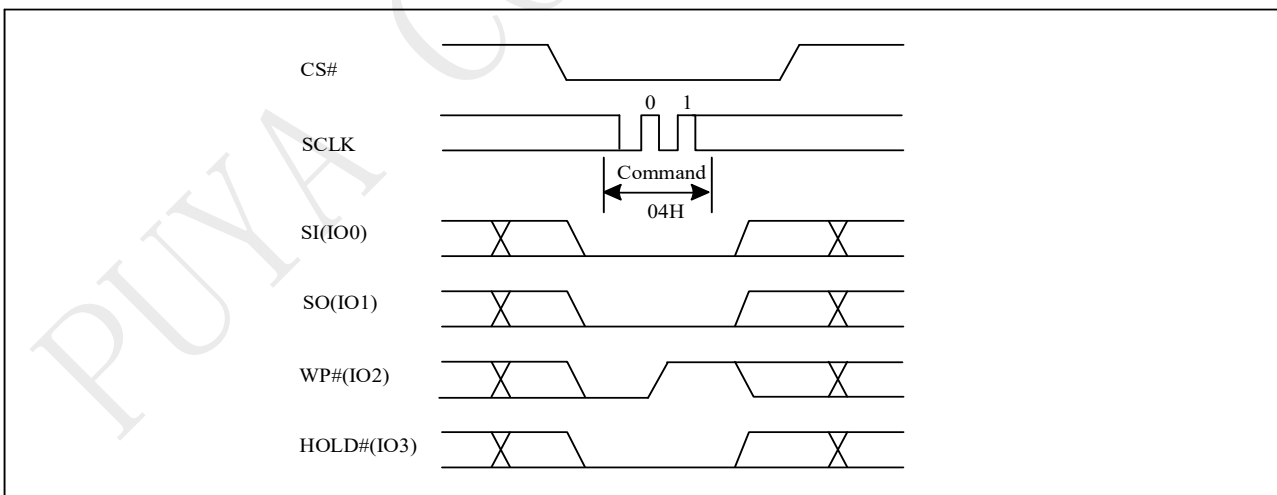 CS#
0 1
SCLK
Command
04H
SI(IO0)
SO(IO1)
WP#(IO2)
HOLD#(IO3)
PUYA